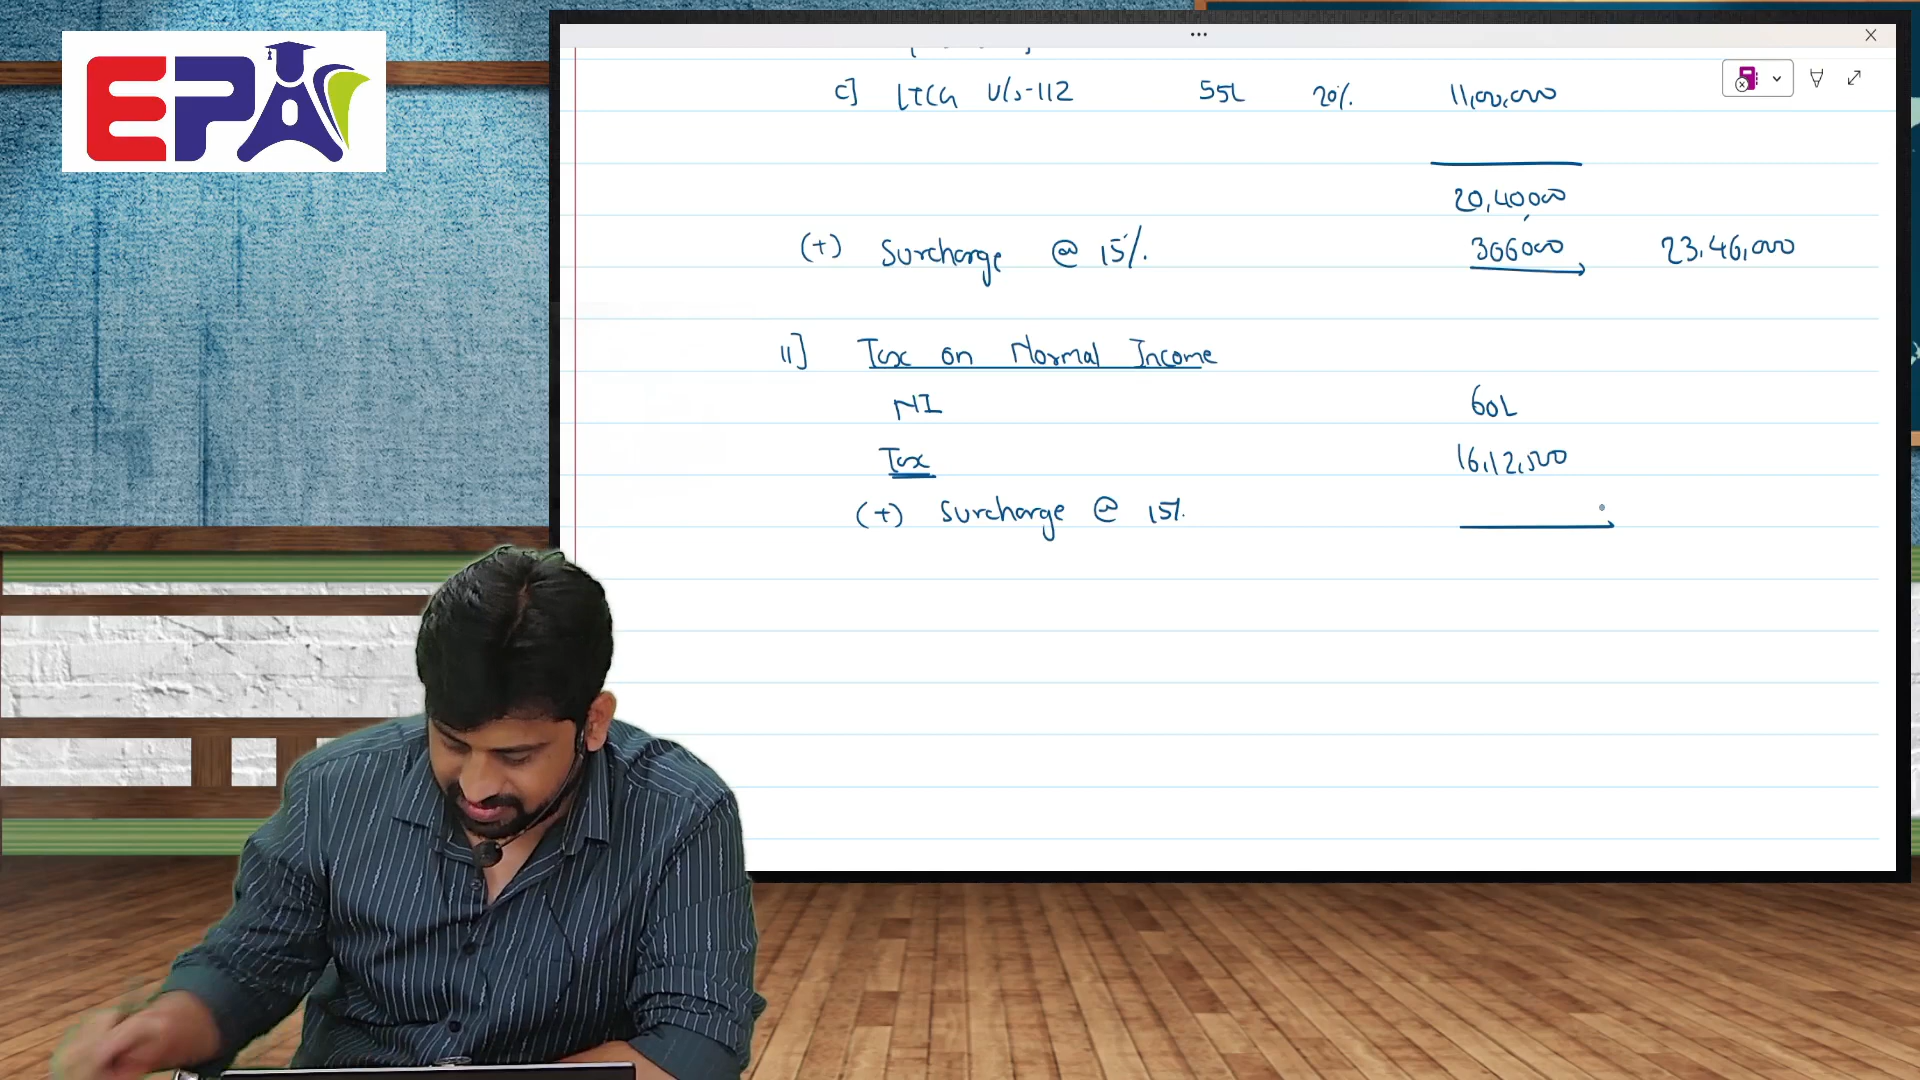 EPA
C] LTCG U/s-112 55L 20% 11,00,000
20,40,000
(+) Surcharge @ 15%. 306000 23,46,000
II] Tax on Normal Income
NI 60L
Tax 16,12,500
(+) Surcharge @ 15%